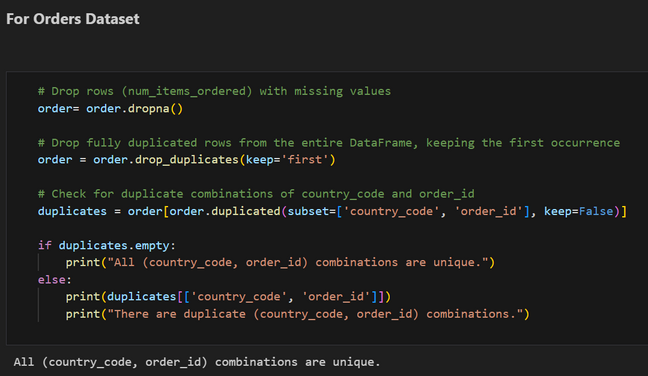 For Orders Dataset
# Drop rows (num_items_ordered) with missing values
order= order.dropna()
# Drop fully duplicated rows from the entire DataFrame, keeping the first occurrence
order = order.drop_duplicates(keep='first')
# Check for duplicate combinations of country_code and order_id
duplicates = order[order.duplicated(subset=['country_code', 'order_id'], keep=False)]
if duplicates.empty:
    print("All (country_code, order_id) combinations are unique.")
else:
    print(duplicates[['country_code', 'order_id']])
    print("There are duplicate (country_code, order_id) combinations.")
All (country_code, order_id) combinations are unique.